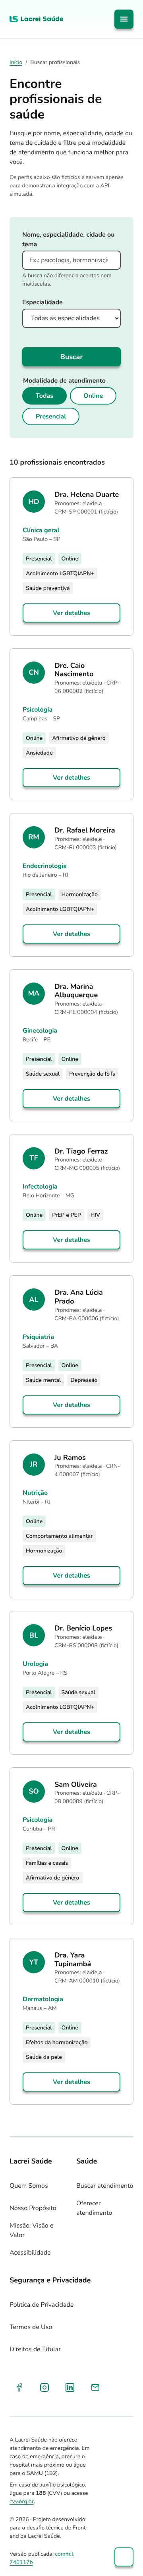 Lacrei Saúde
Início / Buscar profissionais
Encontre
profissionais de
saúde
Busque por nome, especialidade, cidade ou
tema de cuidado e filtre pela modalidade
de atendimento que funciona melhor para
você.
Os perfis abaixo são fictícios e servem apenas
para demonstrar a integração com a API
simulada.
Nome, especialidade, cidade ou
tema
Ex.: psicologia, hormonizaçã
A busca não diferencia acentos nem
maiúsculas.
Especialidade
Todas as especialidades
Buscar
Modalidade de atendimento
Todas
Online
Presencial
10 profissionais encontrados
HD
Dra. Helena Duarte
Pronomes: ela/dela ·
CRM-SP 000001 (fictício)
Clínica geral
São Paulo – SP
Presencial
Online
Acolhimento LGBTQIAPN+
Saúde preventiva
Ver detalhes
CN
Dre. Caio
Nascimento
Pronomes: elu/delu · CRP-
06 000002 (fictício)
Psicologia
Campinas – SP
Online
Afirmativo de gênero
Ansiedade
Ver detalhes
RM
Dr. Rafael Moreira
Pronomes: ele/dele ·
CRM-RJ 000003 (fictício)
Endocrinologia
Rio de Janeiro – RJ
Presencial
Hormonização
Acolhimento LGBTQIAPN+
Ver detalhes
MA
Dra. Marina
Albuquerque
Pronomes: ela/dela ·
CRM-PE 000004 (fictício)
Ginecologia
Recife – PE
Presencial
Online
Saúde sexual
Prevenção de ISTs
Ver detalhes
TF
Dr. Tiago Ferraz
Pronomes: ele/dele ·
CRM-MG 000005 (fictício)
Infectologia
Belo Horizonte – MG
Online
PrEP e PEP
HIV
Ver detalhes
AL
Dra. Ana Lúcia
Prado
Pronomes: ela/dela ·
CRM-BA 000006 (fictício)
Psiquiatria
Salvador – BA
Presencial
Online
Saúde mental
Depressão
Ver detalhes
JR
Ju Ramos
Pronomes: ela/dela · CRN-
4 000007 (fictício)
Nutrição
Niterói – RJ
Online
Comportamento alimentar
Hormonização
Ver detalhes
BL
Dr. Benício Lopes
Pronomes: ele/dele ·
CRM-RS 000008 (fictício)
Urologia
Porto Alegre – RS
Presencial
Saúde sexual
Acolhimento LGBTQIAPN+
Ver detalhes
SO
Sam Oliveira
Pronomes: elu/delu · CRP-
08 000009 (fictício)
Psicologia
Curitiba – PR
Presencial
Online
Famílias e casais
Afirmativo de gênero
Ver detalhes
YT
Dra. Yara
Tupinambá
Pronomes: ela/dela ·
CRM-AM 000010 (fictício)
Dermatologia
Manaus – AM
Presencial
Online
Efeitos da hormonização
Saúde da pele
Ver detalhes
Lacrei Saúde
Quem Somos
Nosso Propósito
Missão, Visão e
Valor
Acessibilidade
Saúde
Buscar atendimento
Oferecer
atendimento
Segurança e Privacidade
Política de Privacidade
Termos de Uso
Direitos de Titular
A Lacrei Saúde não oferece
atendimento de emergência. Em
caso de emergência, procure o
hospital mais próximo ou ligue
para o SAMU (192).
Em caso de auxílio psicológico,
ligue para 188 (CVV) ou acesse
cvv.org.br.
© 2026 · Projeto desenvolvido
para o desafio técnico de Front-
end da Lacrei Saúde.
Versão publicada: commit
746117b